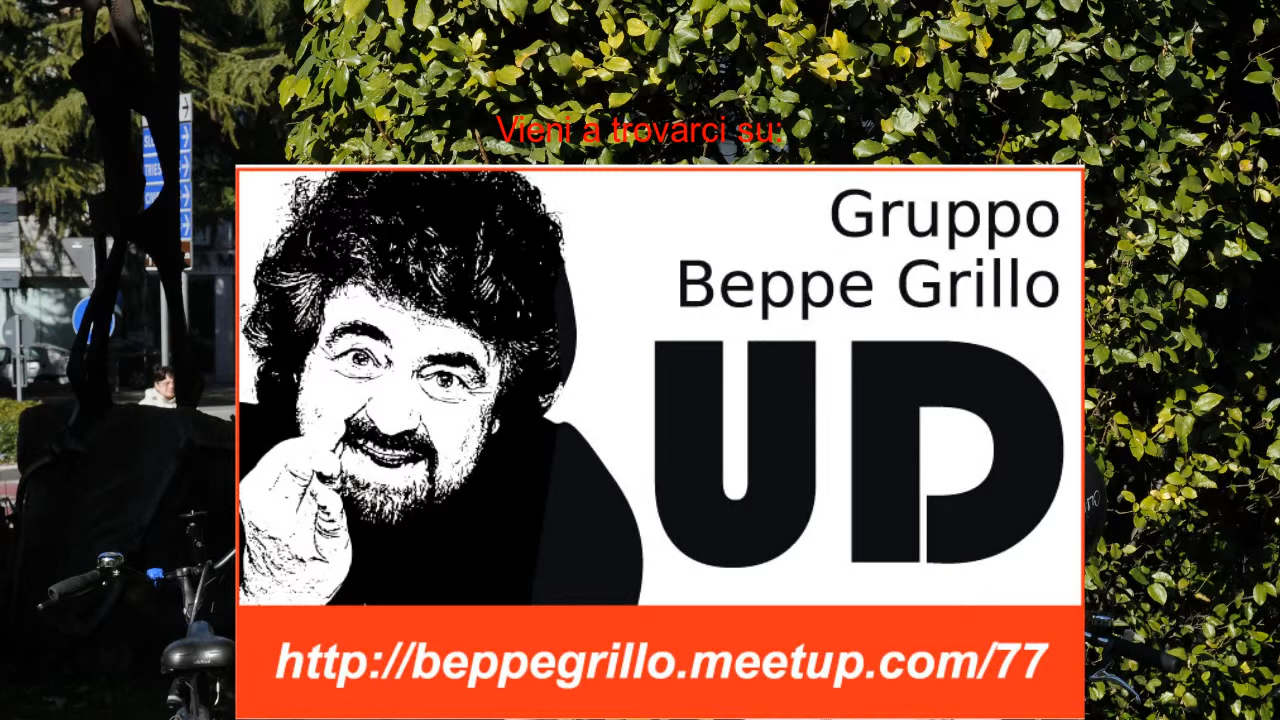 Vieni a trovarci su:
Gruppo
Beppe Grillo
UD
http://beppegrillo.meetup.com/77